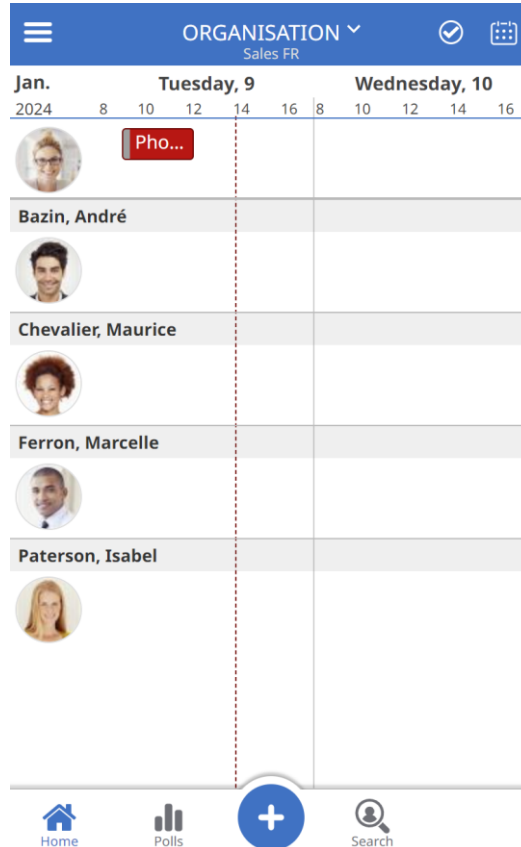 ORGANISATION
Sales FR
Jan. Tuesday, 9 Wednesday, 10
2024 8 10 12 14 16 8 10 12 14 16
Pho...
Bazin, André
Chevalier, Maurice
Ferron, Marcelle
Paterson, Isabel
Home Polls Search